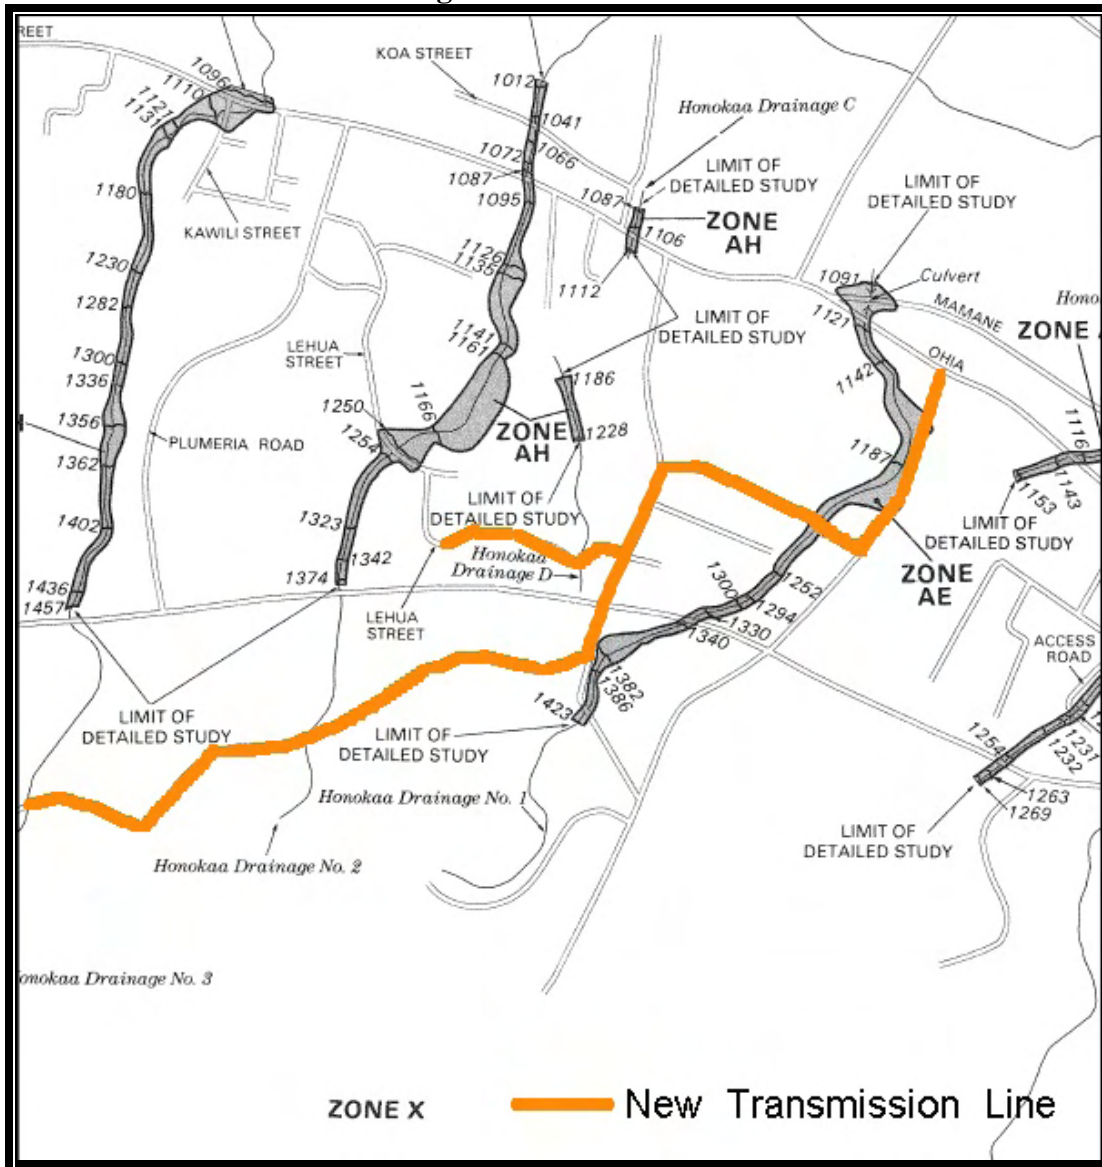 REET
KOA STREET
1096
1110
1127
1131
1012
1041
1066
1072
1087
1095
Honokaa Drainage C
LIMIT OF
DETAILED STUDY
1087
ZONE
AH
1106
1112
LIMIT OF
DETAILED STUDY
1180
KAWILI STREET
1230
1282
1126
1135
1141
1161
LIMIT OF
DETAILED STUDY
1091
Culvert
MAMANE
Hono
ZONE
1121
OHIA
1142
1300
1336
LEHUA
STREET
1356
1362
PLUMERIA ROAD
1250
1254
1166
ZONE
AH
1186
1228
1187
1116
1143
1153
1402
1323
LIMIT OF
DETAILED STUDY
LIMIT OF
DETAILED STUDY
1436
1457
1342
1374
Honokaa
Drainage D
LEHUA
STREET
1300
1252
1294
1330
1340
ZONE
AE
ACCESS
ROAD
1382
1386
1423
LIMIT OF
DETAILED STUDY
LIMIT OF
DETAILED STUDY
1254
1231
1232
1263
1269
Honokaa Drainage No. 1
Honokaa Drainage No. 2
LIMIT OF
DETAILED STUDY
onokaa Drainage No. 3
ZONE X
New Transmission Line